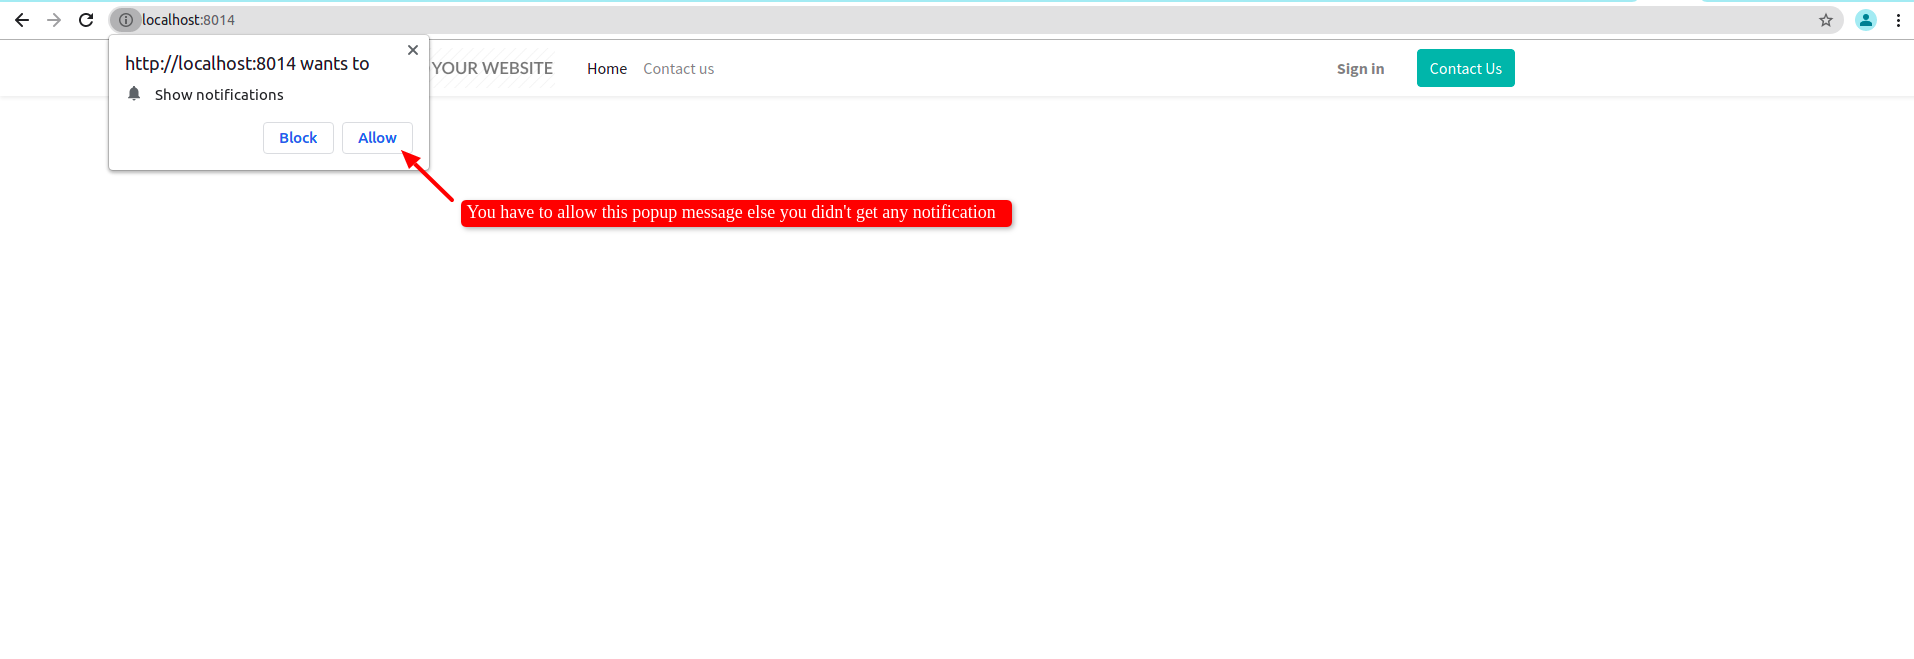 localhost:8014
http://localhost:8014 wants to
Show notifications
Block Allow
YOUR WEBSITE Home Contact us Sign in Contact Us
You have to allow this popup message else you didn't get any notification